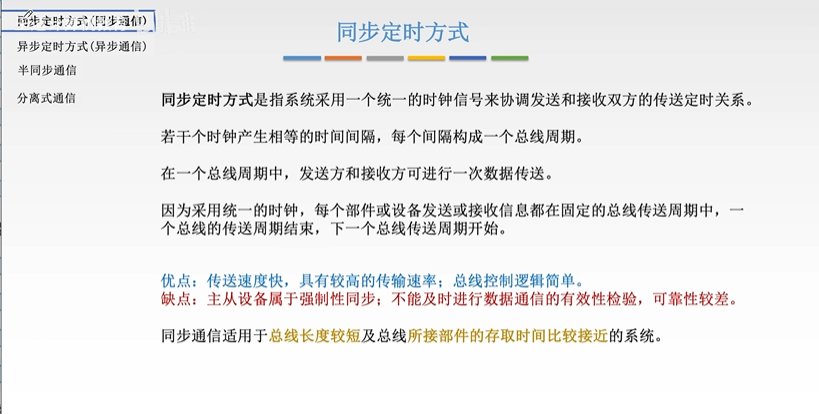 同步定时方式(同步通信)
异步定时方式(异步通信)
半同步通信
分离式通信
同步定时方式
同步定时方式是指系统采用一个统一的时钟信号来协调发送和接收双方的传送定时关系。
若干个时钟产生相等的时间间隔，每个间隔构成一个总线周期。
在一个总线周期中，发送方和接收方可进行一次数据传送。
因为采用统一的时钟，每个部件或设备发送或接收信息都在固定的总线传送周期中，一
个总线的传送周期结束，下一个总线传送周期开始。
优点：传送速度快，具有较高的传输速率；总线控制逻辑简单。
缺点：主从设备属于强制性同步；不能及时进行数据通信的有效性检验，可靠性较差。
同步通信适用于总线长度较短及总线所接部件的存取时间比较接近的系统。